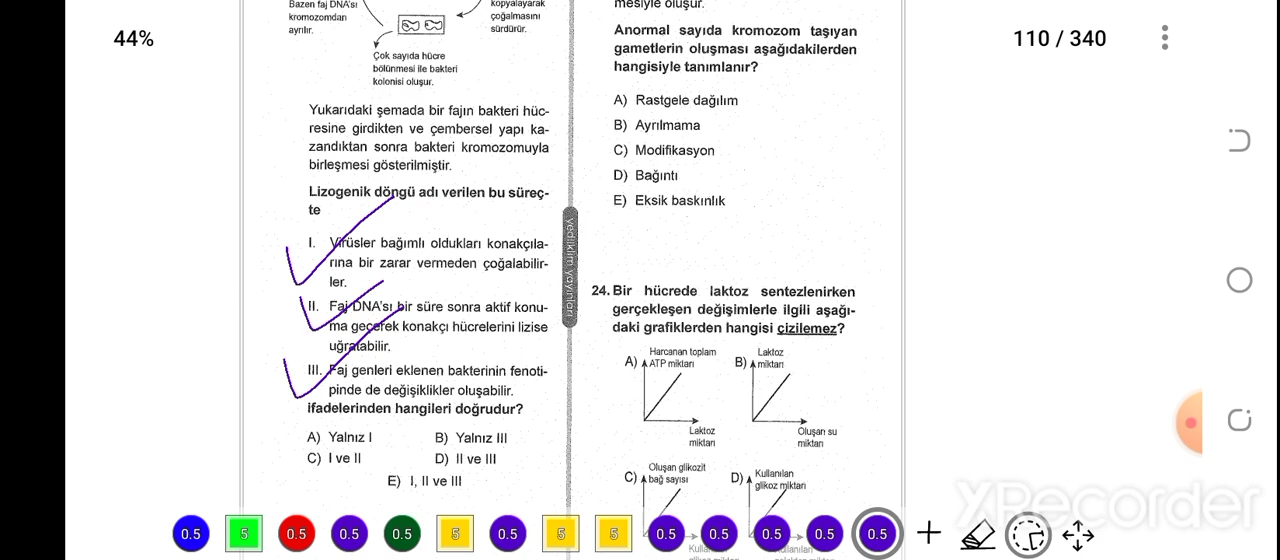 44%
110 / 340
Bazen faj DNA'sı
kromozomdan
ayrılır.
kopyalayarak
çoğalmasını
sürdürür.
Çok sayıda hücre
bölünmesi ile bakteri
kolonisi oluşur.
Yukarıdaki şemada bir fajın bakteri hüc-
resine girdikten ve çembersel yapı ka-
zandıktan sonra bakteri kromozomuyla
birleşmesi gösterilmiştir.
Lizogenik döngü adı verilen bu süreç-
te
I. Virüsler bağımlı oldukları konakçıla-
rına bir zarar vermeden çoğalabilir-
ler.
II. Faj DNA'sı bir süre sonra aktif konu-
ma geçerek konakçı hücrelerini lizise
uğratabilir.
III. Faj genleri eklenen bakterinin fenoti-
pinde de değişiklikler oluşabilir.
ifadelerinden hangileri doğrudur?
A) Yalnız I
B) Yalnız III
C) I ve II
D) II ve III
E) I, II ve III
yediiklim yayınları
mesiyle oluşur.
Anormal sayıda kromozom taşıyan
gametlerin oluşması aşağıdakilerden
hangisiyle tanımlanır?
A) Rastgele dağılım
B) Ayrılmama
C) Modifikasyon
D) Bağıntı
E) Eksik baskınlık
24. Bir hücrede laktoz sentezlenirken
gerçekleşen değişimlerle ilgili aşağı-
daki grafiklerden hangisi çizilemez?
A) Harcanan toplam
ATP miktarı
Laktoz
miktarı
B) Laktoz
miktarı
Oluşan su
miktarı
C) Oluşan glikozit
bağ sayısı
D) Kullanılan
glikoz miktarı
0.5 5 0.5 0.5 0.5 5 0.5 5 5 0.5 0.5 0.5 0.5 0.5
XRecorder